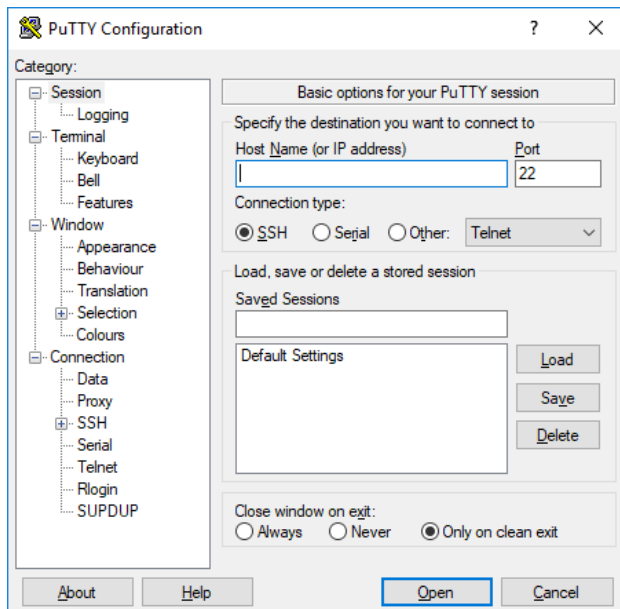 PuTTY Configuration
?
Category:
Session
Logging
Terminal
Keyboard
Bell
Features
Window
Appearance
Behaviour
Translation
Selection
Colours
Connection
Data
Proxy
SSH
Serial
Telnet
Rlogin
SUPDUP
Basic options for your PuTTY session
Specify the destination you want to connect to
Host Name (or IP address) Port
22
Connection type:
SSH Serial Other: Telnet
Load, save or delete a stored session
Saved Sessions
Default Settings
Load
Save
Delete
Close window on exit:
Always Never Only on clean exit
About Help Open Cancel